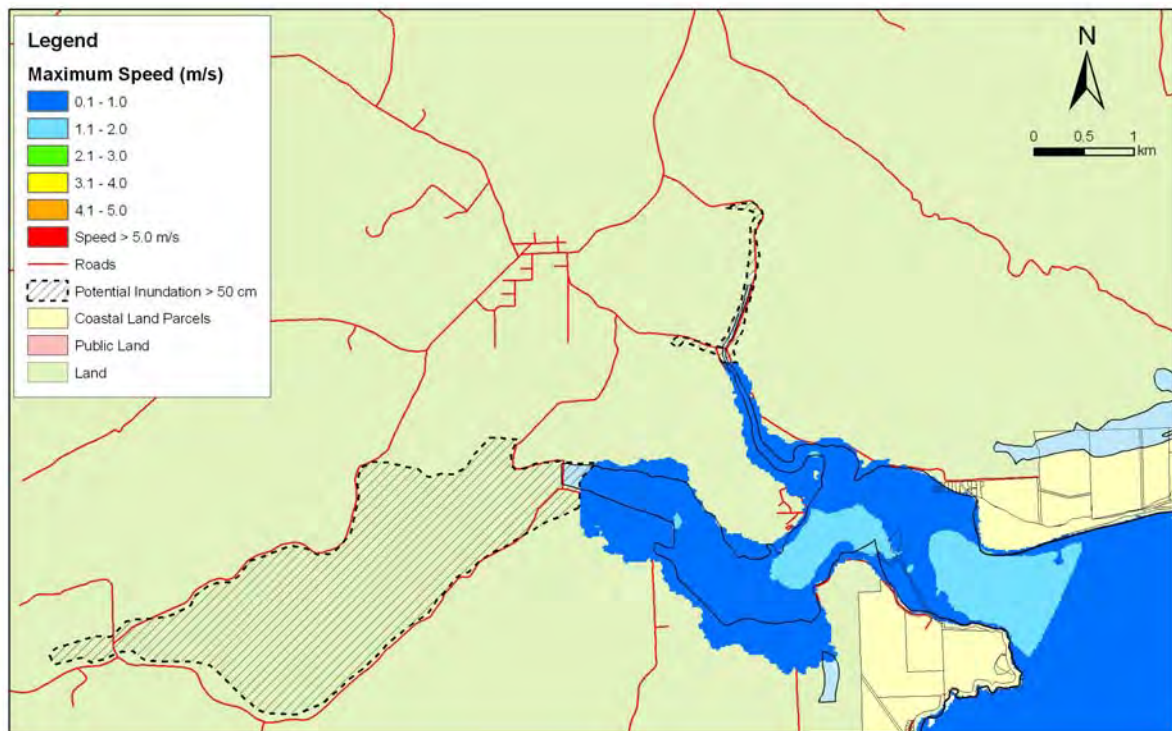 Legend
Maximum Speed (m/s)
0.1 - 1.0
1.1 - 2.0
2.1 - 3.0
3.1 - 4.0
4.1 - 5.0
Speed > 5.0 m/s
Roads
Potential Inundation > 50 cm
Coastal Land Parcels
Public Land
Land
N
0 0.5 1
km